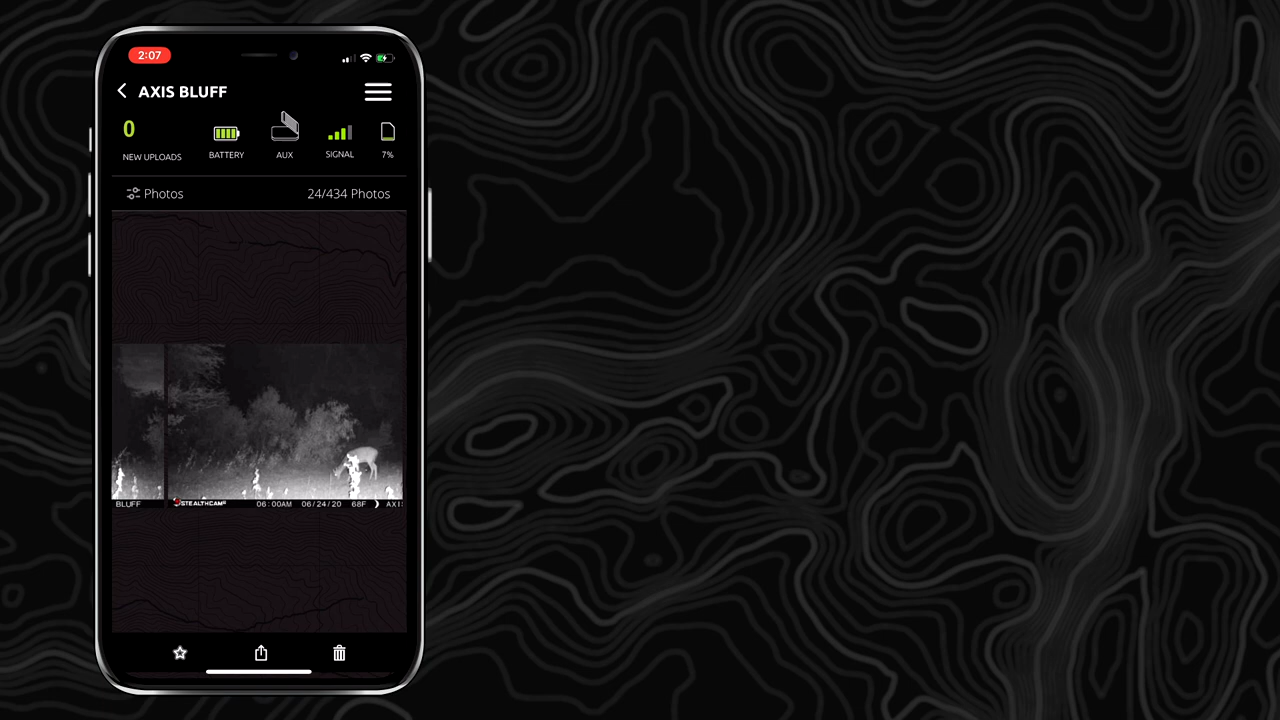 2:07
AXIS BLUFF
0
NEW UPLOADS
BATTERY
AUX
SIGNAL
7%
Photos
24/434 Photos
BLUFF
STEALTHCAM
06:00AM 06/24/20 68F AXIS